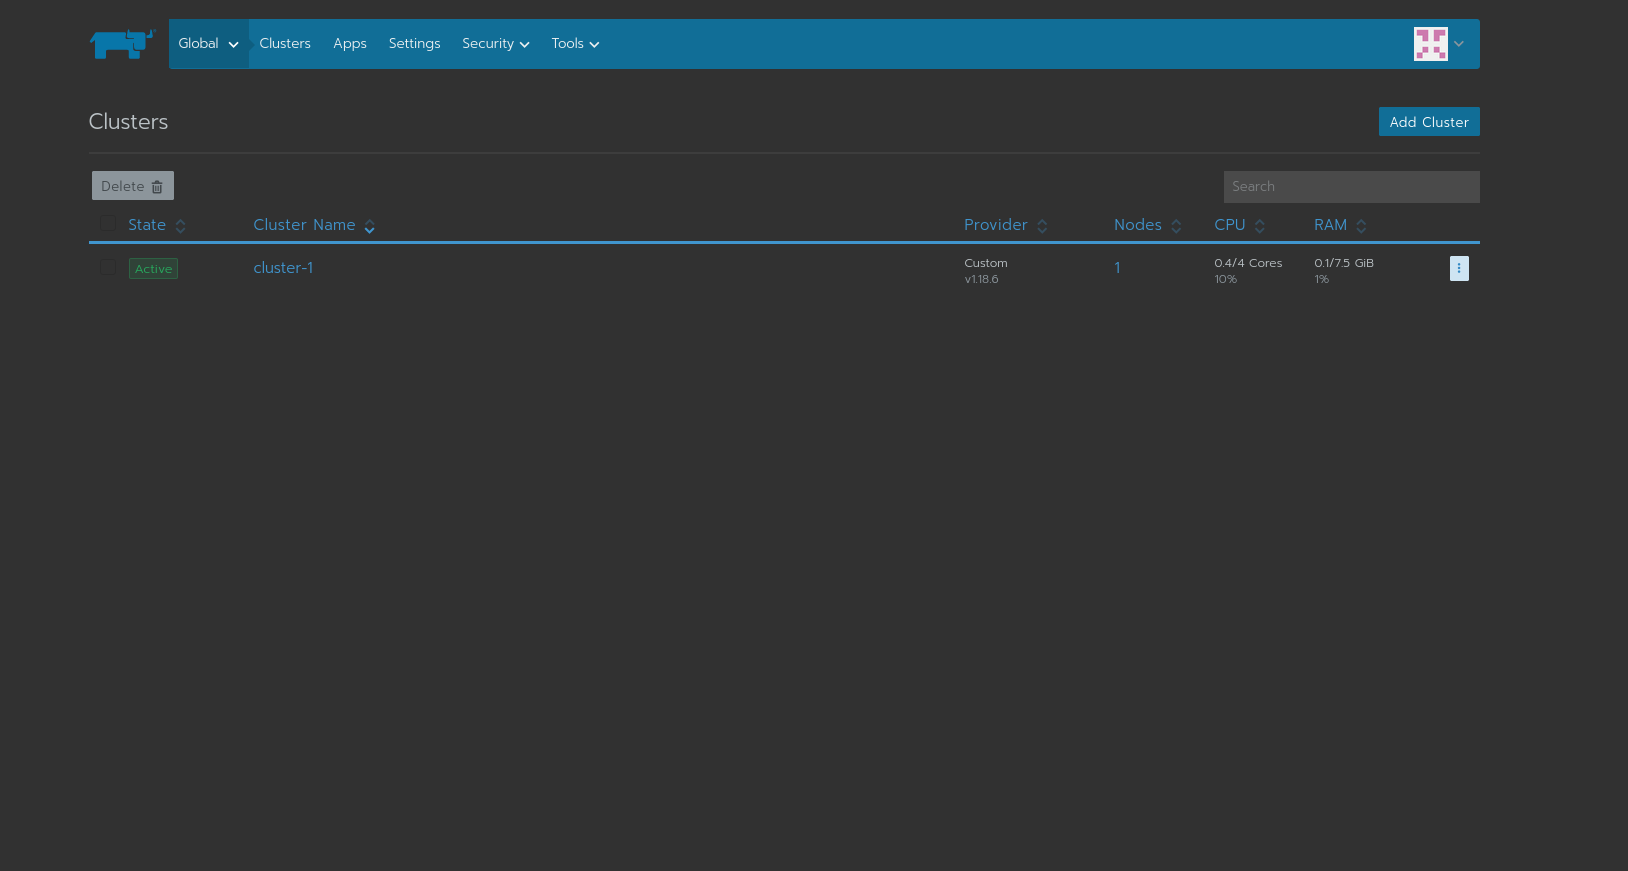 Global Clusters Apps Settings Security Tools
Clusters Add Cluster
Delete Search
State Cluster Name Provider Nodes CPU RAM
Active cluster-1 Custom 1 0.4/4 Cores 0.1/7.5 GiB
v1.18.6 10% 1%